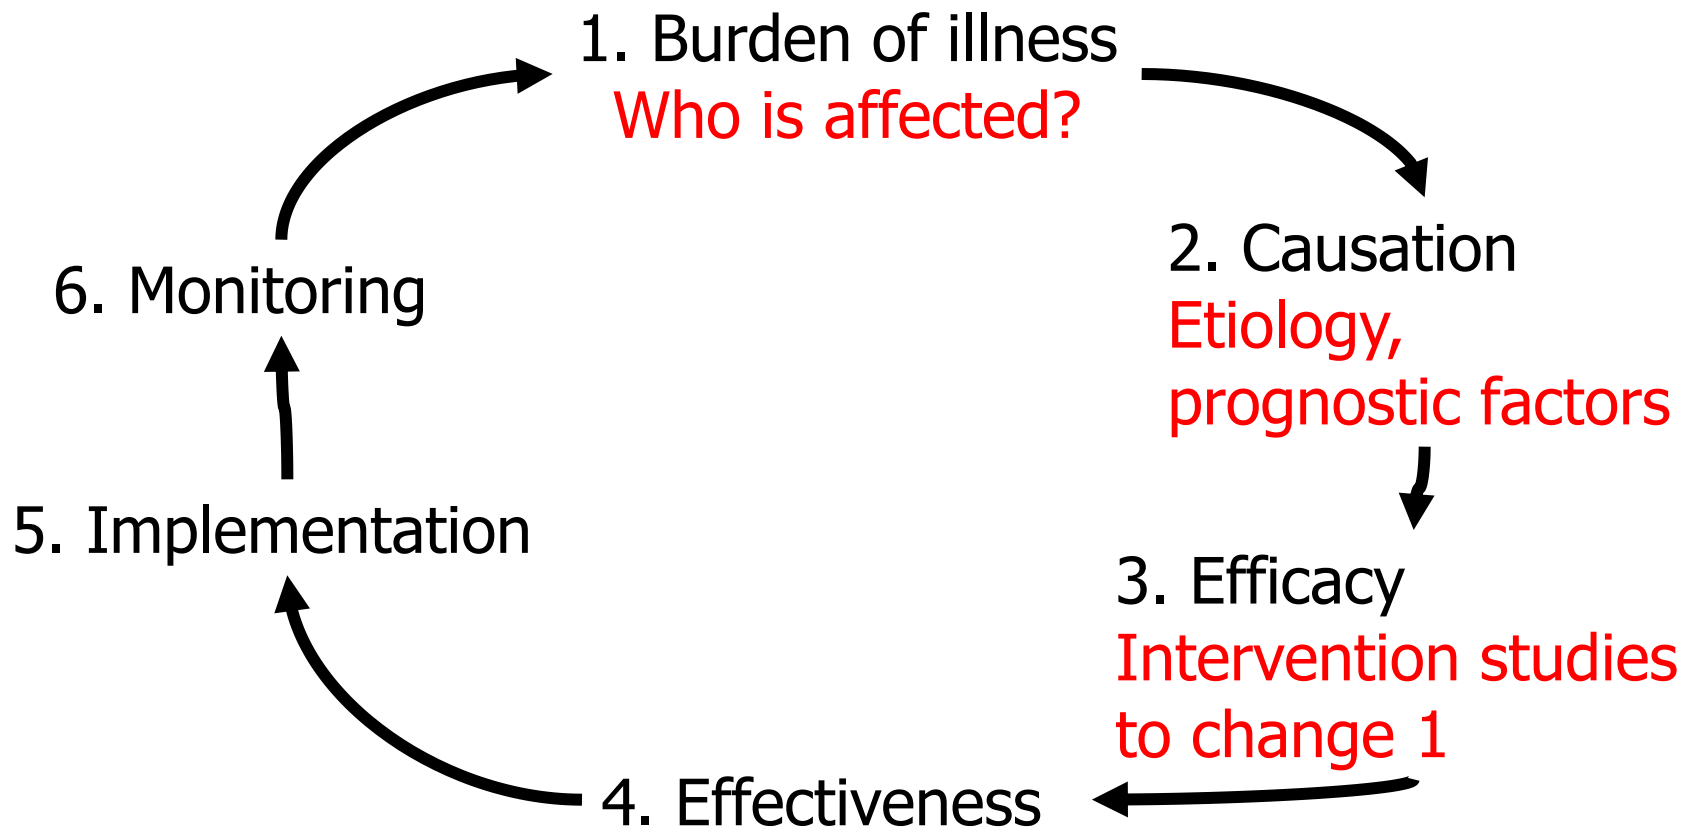 1. Burden of illness
Who is affected?
2. Causation
Etiology,
prognostic factors
3. Efficacy
Intervention studies
to change 1
4. Effectiveness
5. Implementation
6. Monitoring